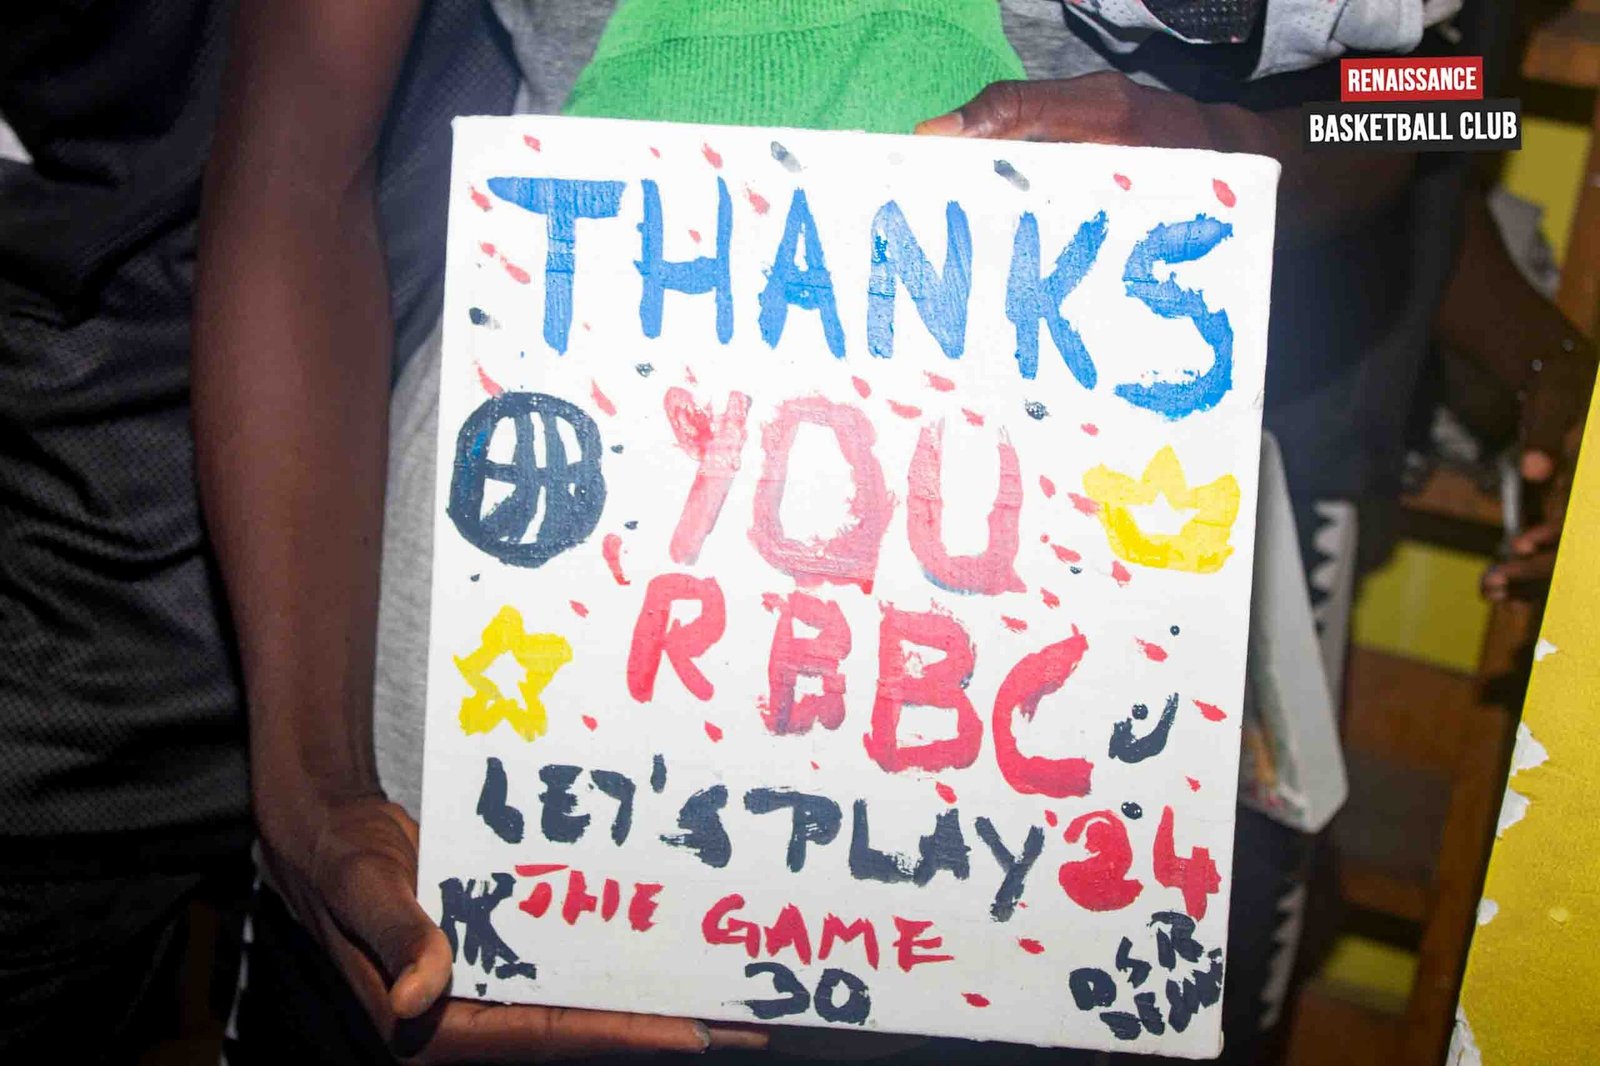 RENAISSANCE
BASKETBALL CLUB
THANKS
YOU
RBBC
LET'S PLAY 24
THE GAME
30